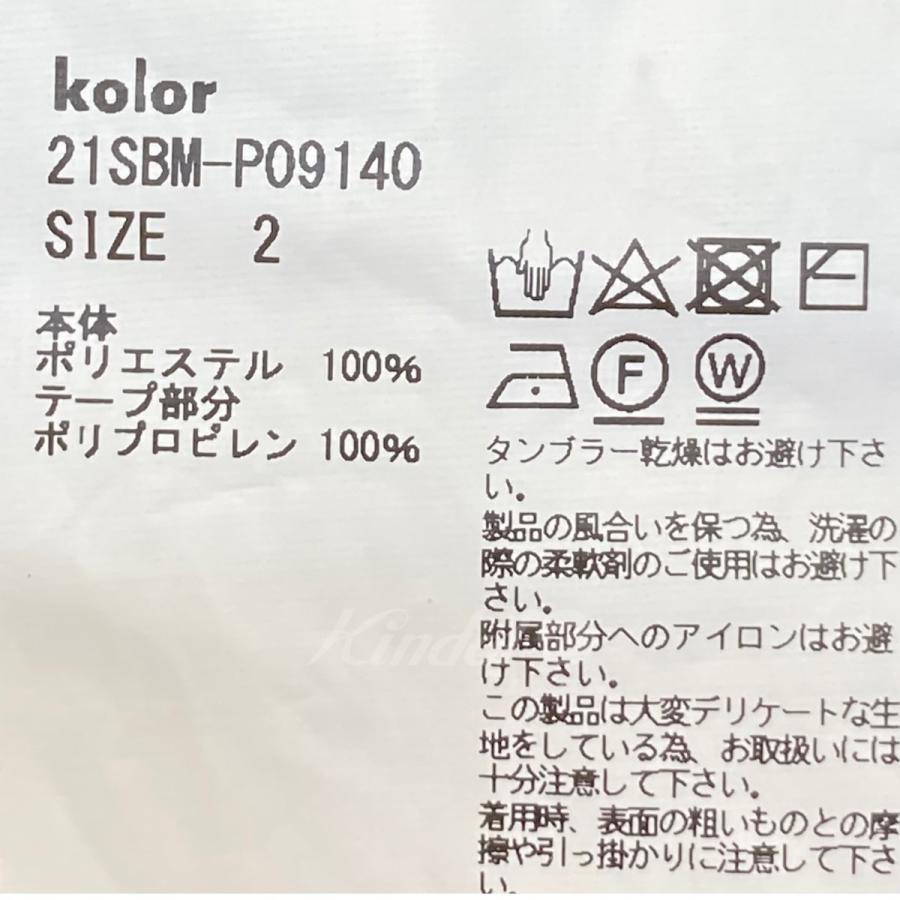 kolor
21SBM-P09140
SIZE 2
本体
ポリエステル 100%
テープ部分
ポリプロピレン 100%
F
W
タンブラー乾燥はお避け下さ
い。
製品の風合いを保つ為、洗濯の
際の柔軟剤のご使用はお避け下
さい。
附属部分へのアイロンはお避
け下さい。
この製品は大変デリケートな生
地をしている為、お取扱いには
十分注意して下さい。
着用時、表面の粗いものとの摩
擦や引っ掛かりに注意して下さ
い。